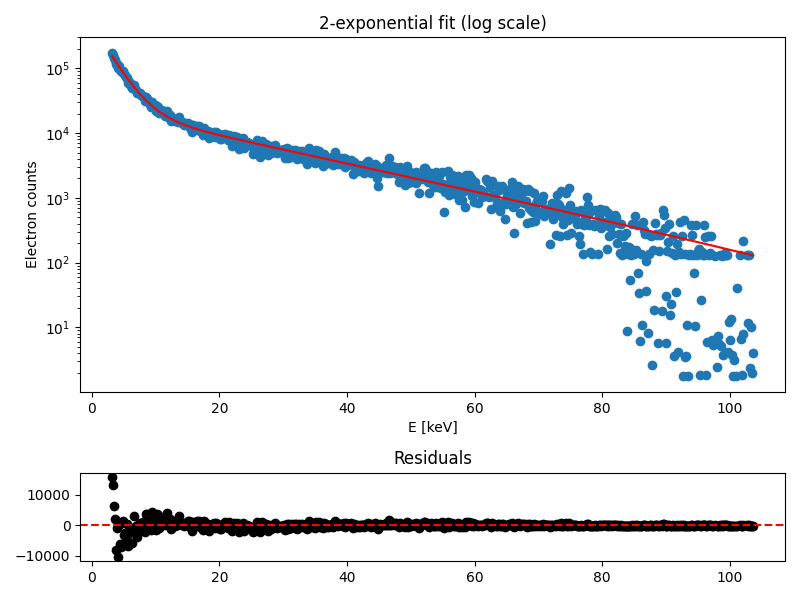 2-exponential fit (log scale)
Electron counts
10^5
10^4
10^3
10^2
10^1
0 20 40 60 80 100
E [keV]
Residuals
10000
0
−10000
0 20 40 60 80 100